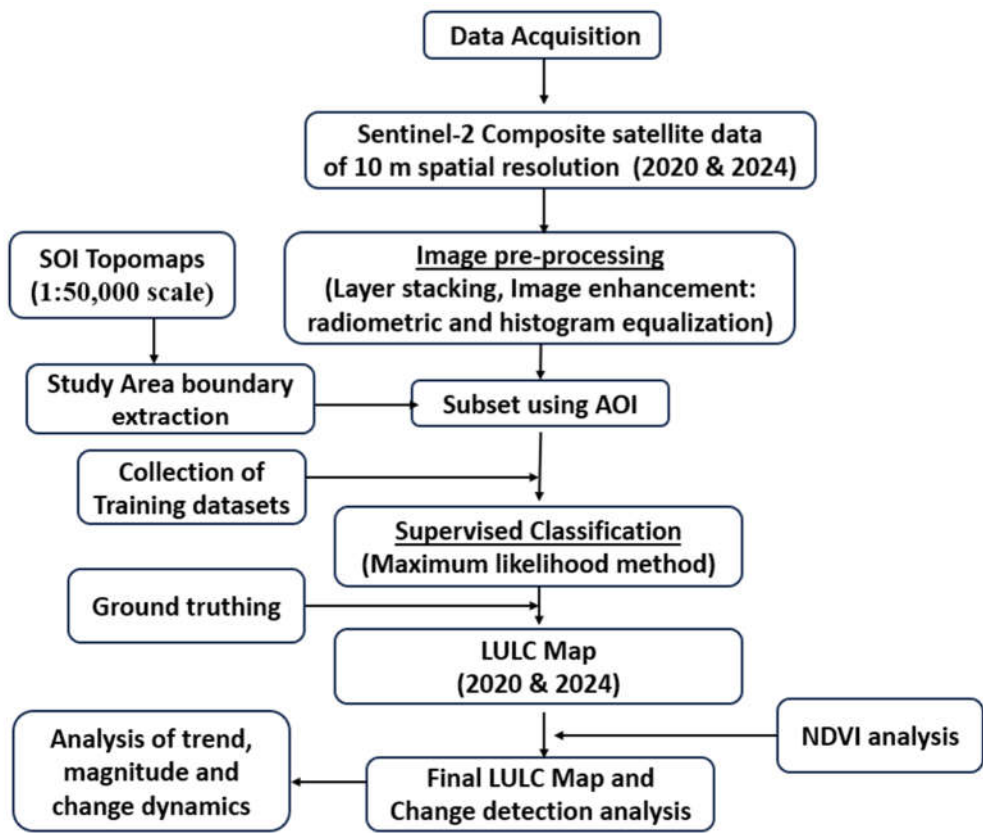 Data Acquisition
Sentinel-2 Composite satellite data
of 10 m spatial resolution (2020 & 2024)
SOI Topomaps
(1:50,000 scale)
Image pre-processing
(Layer stacking, Image enhancement:
radiometric and histogram equalization)
Study Area boundary
extraction
Subset using AOI
Collection of
Training datasets
Supervised Classification
(Maximum likelihood method)
Ground truthing
LULC Map
(2020 & 2024)
NDVI analysis
Final LULC Map and
Change detection analysis
Analysis of trend,
magnitude and
change dynamics